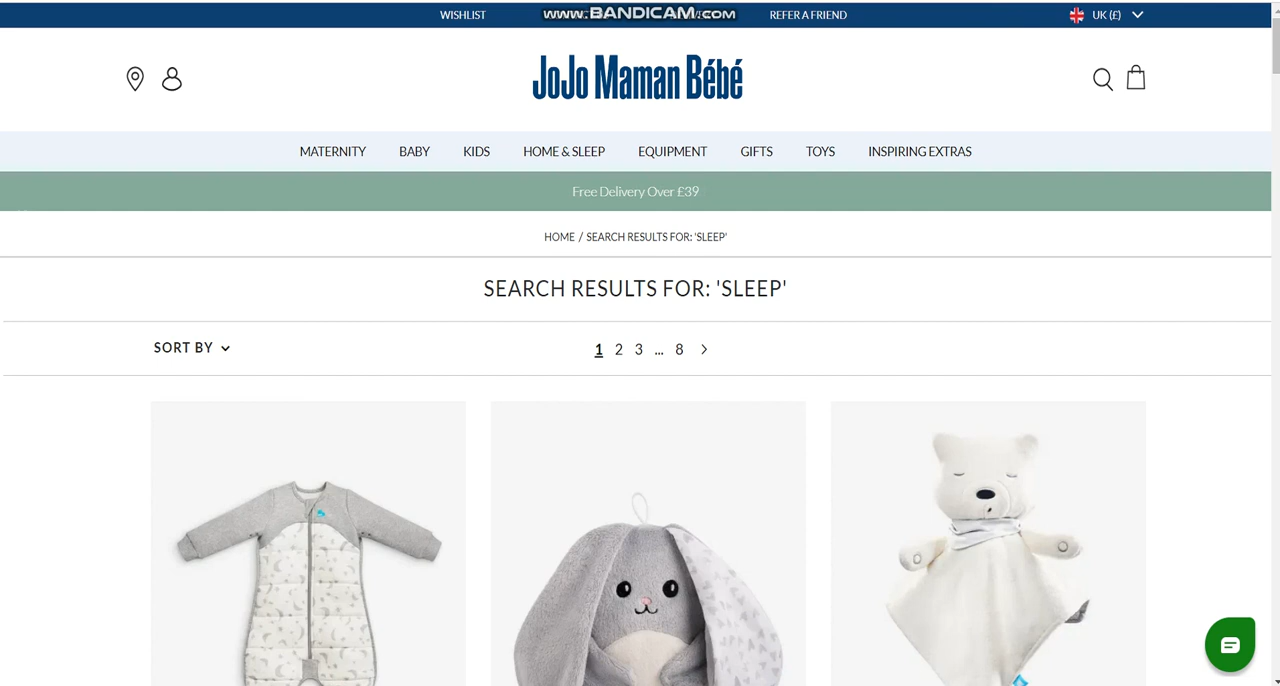 WISHLIST
www.BANDICAM.com
REFER A FRIEND
UK (£)
JoJo Maman Bébé
MATERNITY BABY KIDS HOME & SLEEP EQUIPMENT GIFTS TOYS INSPIRING EXTRAS
Free Delivery Over £39
HOME / SEARCH RESULTS FOR: 'SLEEP'
SEARCH RESULTS FOR: 'SLEEP'
SORT BY
1 2 3 ... 8 >